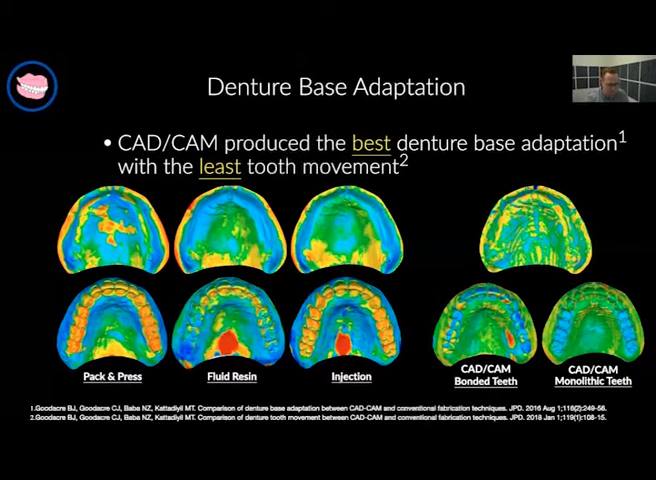 Denture Base Adaptation
• CAD/CAM produced the best denture base adaptation1
with the least tooth movement2
Pack & Press
Fluid Resin
Injection
CAD/CAM
Bonded Teeth
CAD/CAM
Monolithic Teeth
1.Goodacre BJ, Goodacre CJ, Baba NZ, Kattadiyil MT. Comparison of denture base adaptation between CAD-CAM and conventional fabrication techniques. JPD. 2016 Aug 1;116(2):249-56.
2.Goodacre BJ, Goodacre CJ, Baba NZ, Kattadiyil MT. Comparison of denture tooth movement between CAD-CAM and conventional fabrication techniques. JPD. 2018 Jan 1;119(1):108-15.